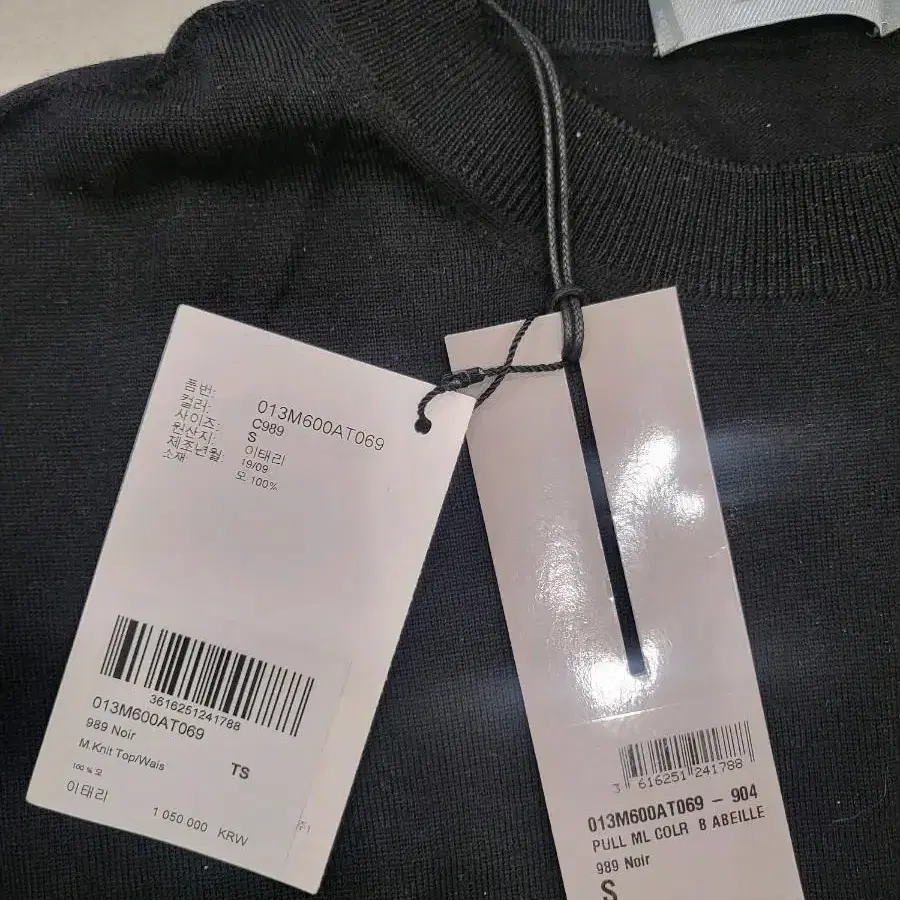 품번: 013M600AT069
컬러: C989
사이즈: S
원산지: 이태리
제조년월: 19/09
소재 모 100%
3616251241788
013M600AT069
989 Noir
M.Knit Top/Wais TS
100 % 모
이태리
1 050 000 KRW
3 616251 241788
013M600AT069 - 904
PULL ML COLR B ABEILLE
989 Noir
S